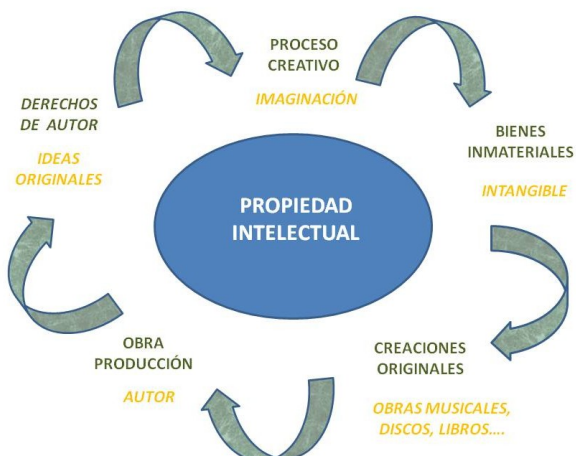 PROCESO
CREATIVO
IMAGINACIÓN
BIENES
INMATERIALES
INTANGIBLE
CREACIONES
ORIGINALES
OBRAS MUSICALES,
DISCOS, LIBROS....
OBRA
PRODUCCIÓN
AUTOR
DERECHOS
DE AUTOR
IDEAS
ORIGINALES
PROPIEDAD
INTELECTUAL